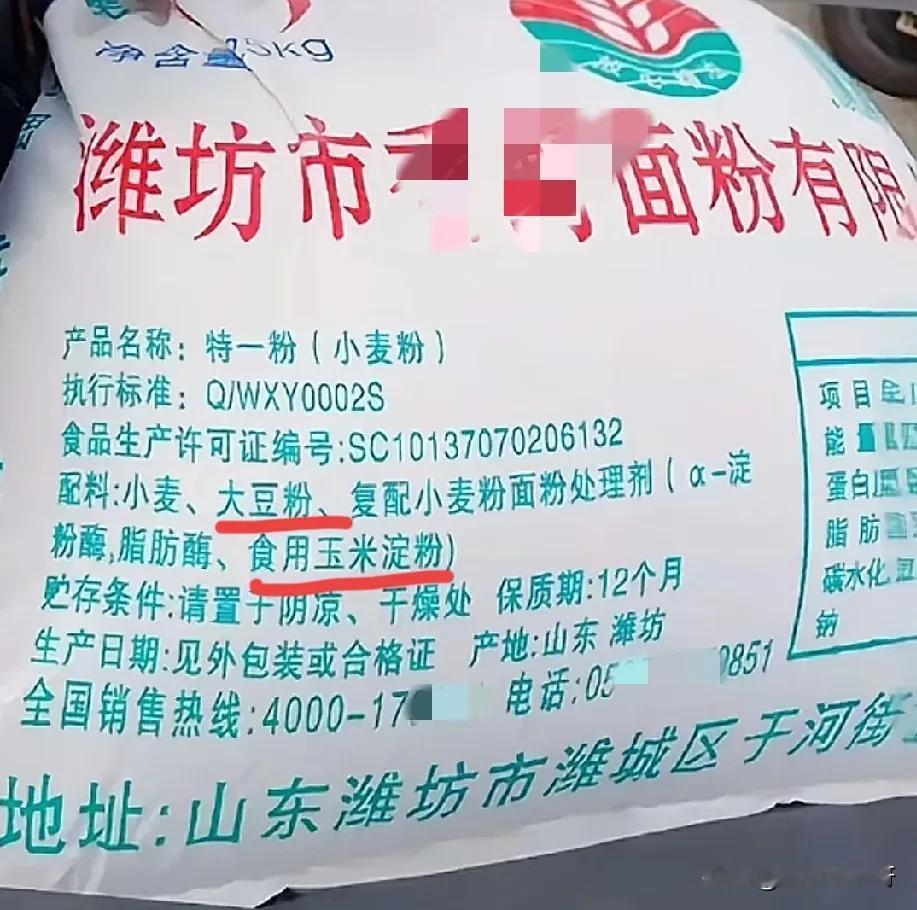 净含量25kg
潍坊市 面粉有限
产品名称：特一粉（小麦粉）
执行标准：Q/WXY0002S
食品生产许可证编号:SC10137070206132
配料:小麦、大豆粉、复配小麦粉面粉处理剂（α-淀
粉酶,脂肪酶、食用玉米淀粉）
贮存条件:请置于阴凉、干燥处 保质期:12个月
生产日期:见外包装或合格证 产地:山东 潍坊
全国销售热线:4000-17 电话:05 0851
地址:山东潍坊市潍城区于河街
项目
能量
蛋白
脂肪
碳水化
钠